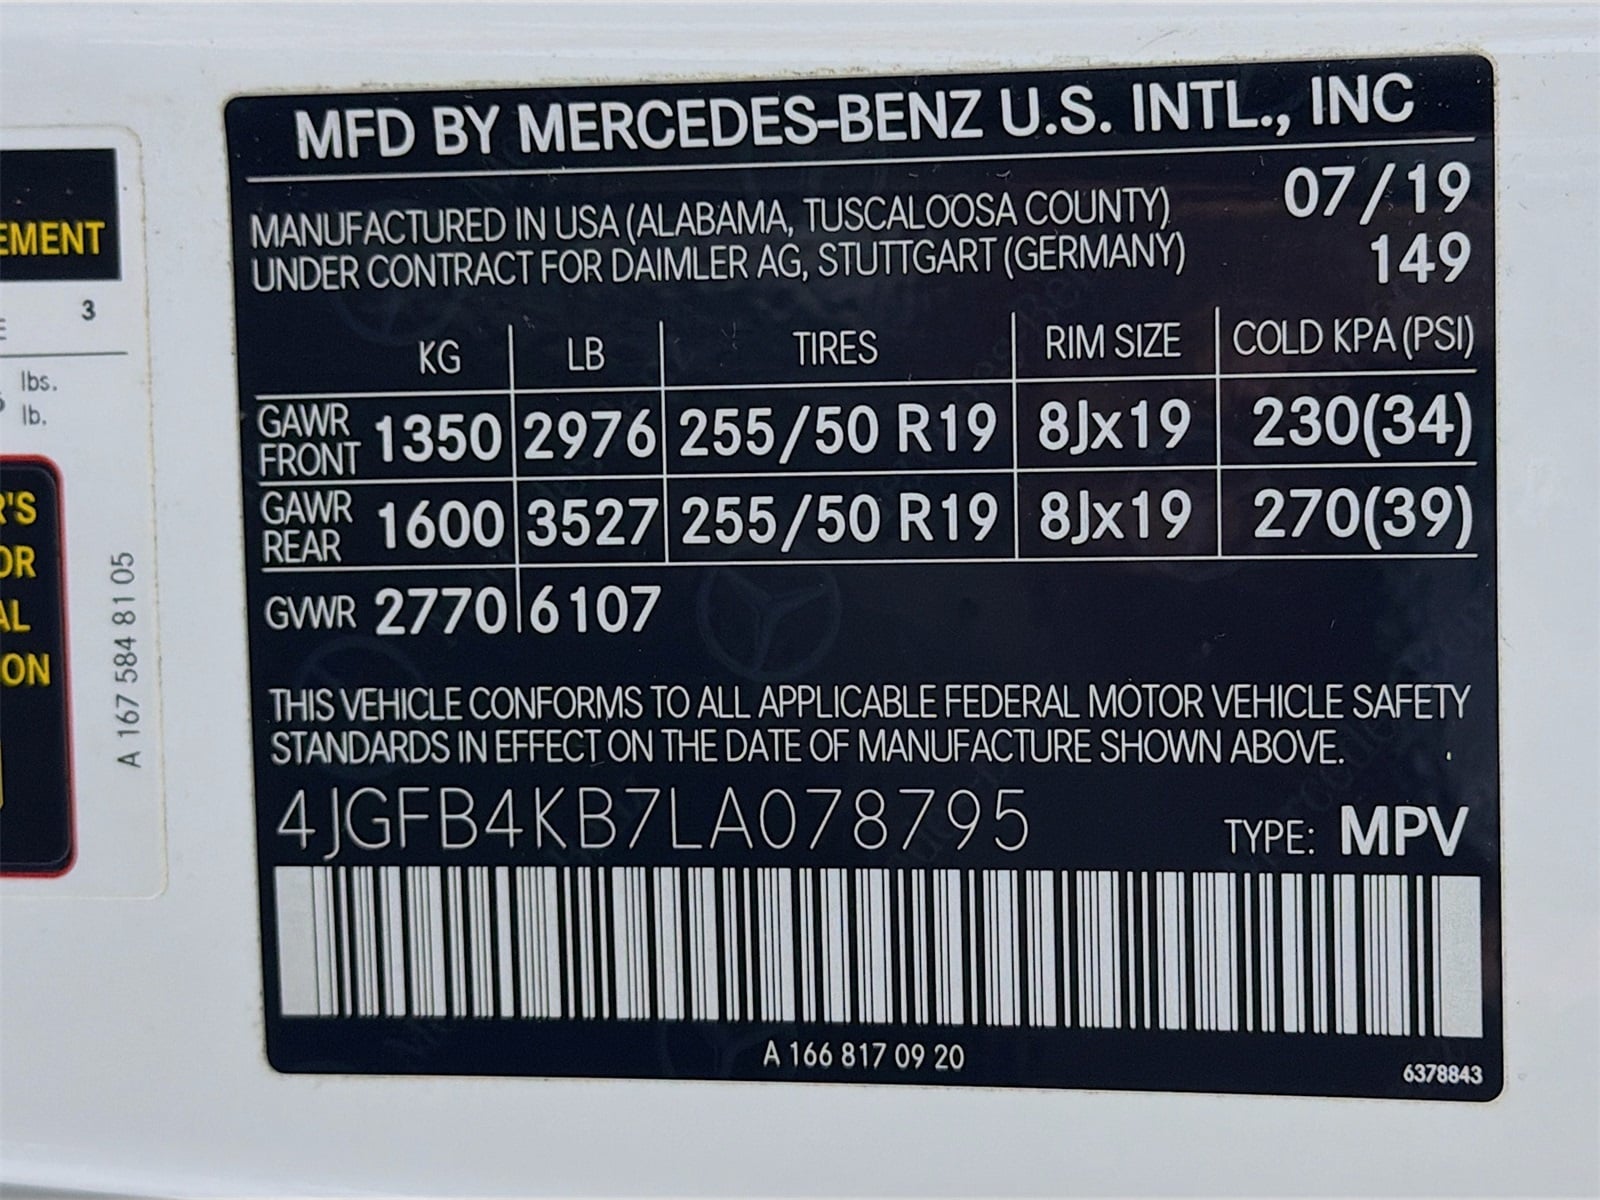 MFD BY MERCEDES-BENZ U.S. INTL., INC
MANUFACTURED IN USA (ALABAMA, TUSCALOOSA COUNTY) 07/19
UNDER CONTRACT FOR DAIMLER AG, STUTTGART (GERMANY) 149
KG LB TIRES RIM SIZE COLD KPA (PSI)
GAWR FRONT 1350 2976 255/50 R19 8Jx19 230(34)
GAWR REAR 1600 3527 255/50 R19 8Jx19 270(39)
GVWR 2770 6107
THIS VEHICLE CONFORMS TO ALL APPLICABLE FEDERAL MOTOR VEHICLE SAFETY
STANDARDS IN EFFECT ON THE DATE OF MANUFACTURE SHOWN ABOVE.
4JGFB4KB7LA078795 TYPE: MPV
A 166 817 09 20
6378843
EMENT
3
lbs.
lb.
R'S
OR
AL
ON
A 167 584 81 05